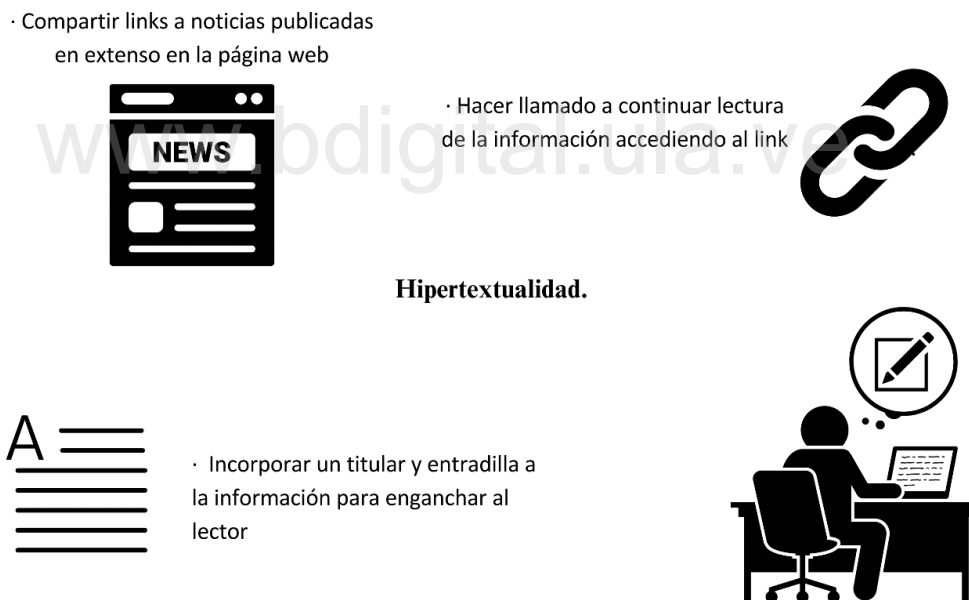 · Compartir links a noticias publicadas
en extenso en la página web
· Hacer llamado a continuar lectura
de la información accediendo al link
www.bdigital.ula.ve
NEWS
Hipertextualidad.
A
· Incorporar un titular y entradilla a
la información para enganchar al
lector